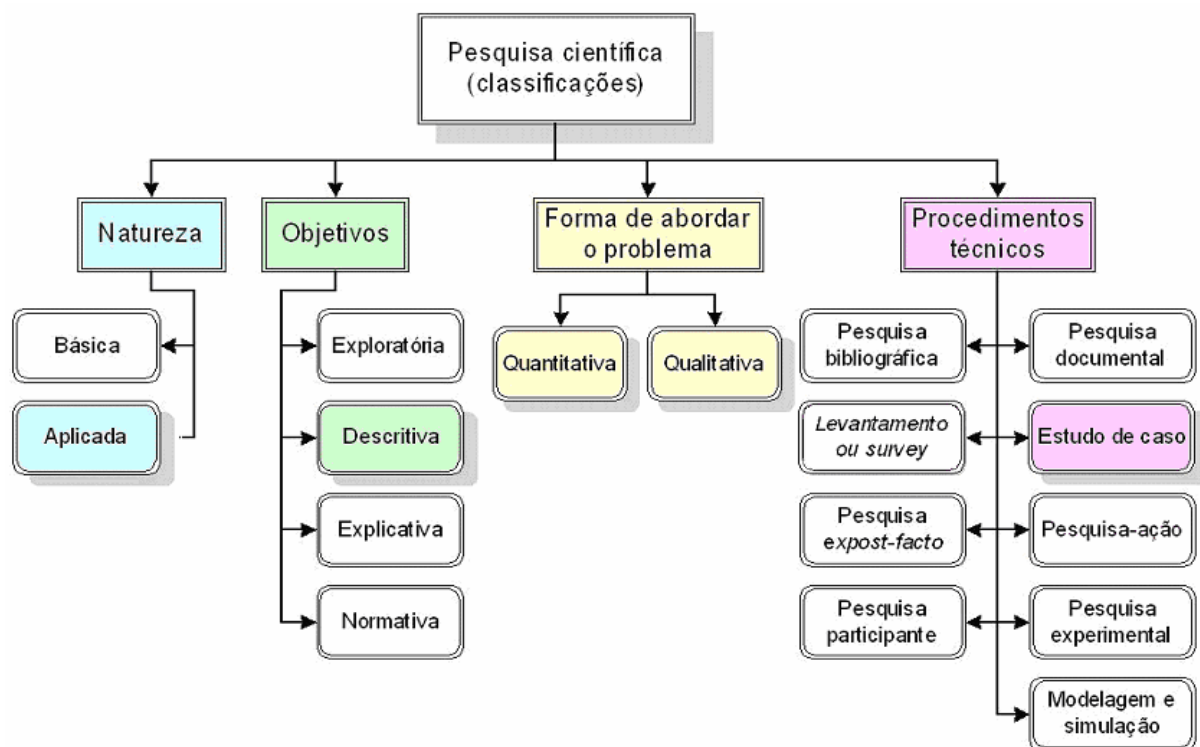 Pesquisa científica
(classificações)
Natureza
Objetivos
Forma de abordar
o problema
Procedimentos
técnicos
Básica
Aplicada
Exploratória
Descritiva
Explicativa
Normativa
Quantitativa
Qualitativa
Pesquisa
bibliográfica
Pesquisa
documental
Levantamento
ou survey
Estudo de caso
Pesquisa
expost-facto
Pesquisa-ação
Pesquisa
participante
Pesquisa
experimental
Modelagem e
simulação